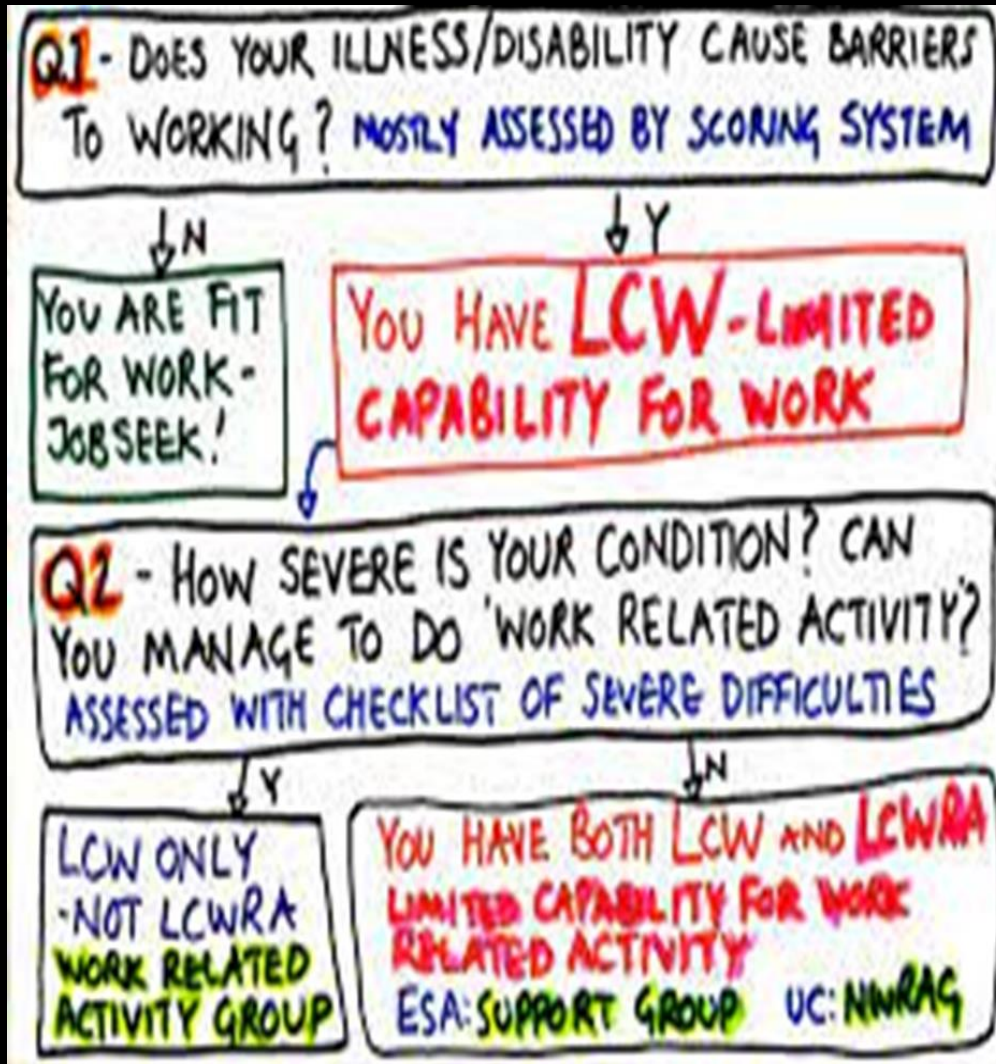 Q1 - DOES YOUR ILLNESS/DISABILITY CAUSE BARRIERS
TO WORKING? MOSTLY ASSESSED BY SCORING SYSTEM
N
Y
YOU ARE FIT
FOR WORK -
JOBSEEK!
YOU HAVE LCW - LIMITED
CAPABILITY FOR WORK
Q2 - HOW SEVERE IS YOUR CONDITION? CAN
YOU MANAGE TO DO 'WORK RELATED ACTIVITY'?
ASSESSED WITH CHECKLIST OF SEVERE DIFFICULTIES
Y
N
LCW ONLY
- NOT LCWRA
WORK RELATED
ACTIVITY GROUP
YOU HAVE BOTH LCW AND LCWRA
LIMITED CAPABILITY FOR WORK
RELATED ACTIVITY
ESA: SUPPORT GROUP UC: NWRAG